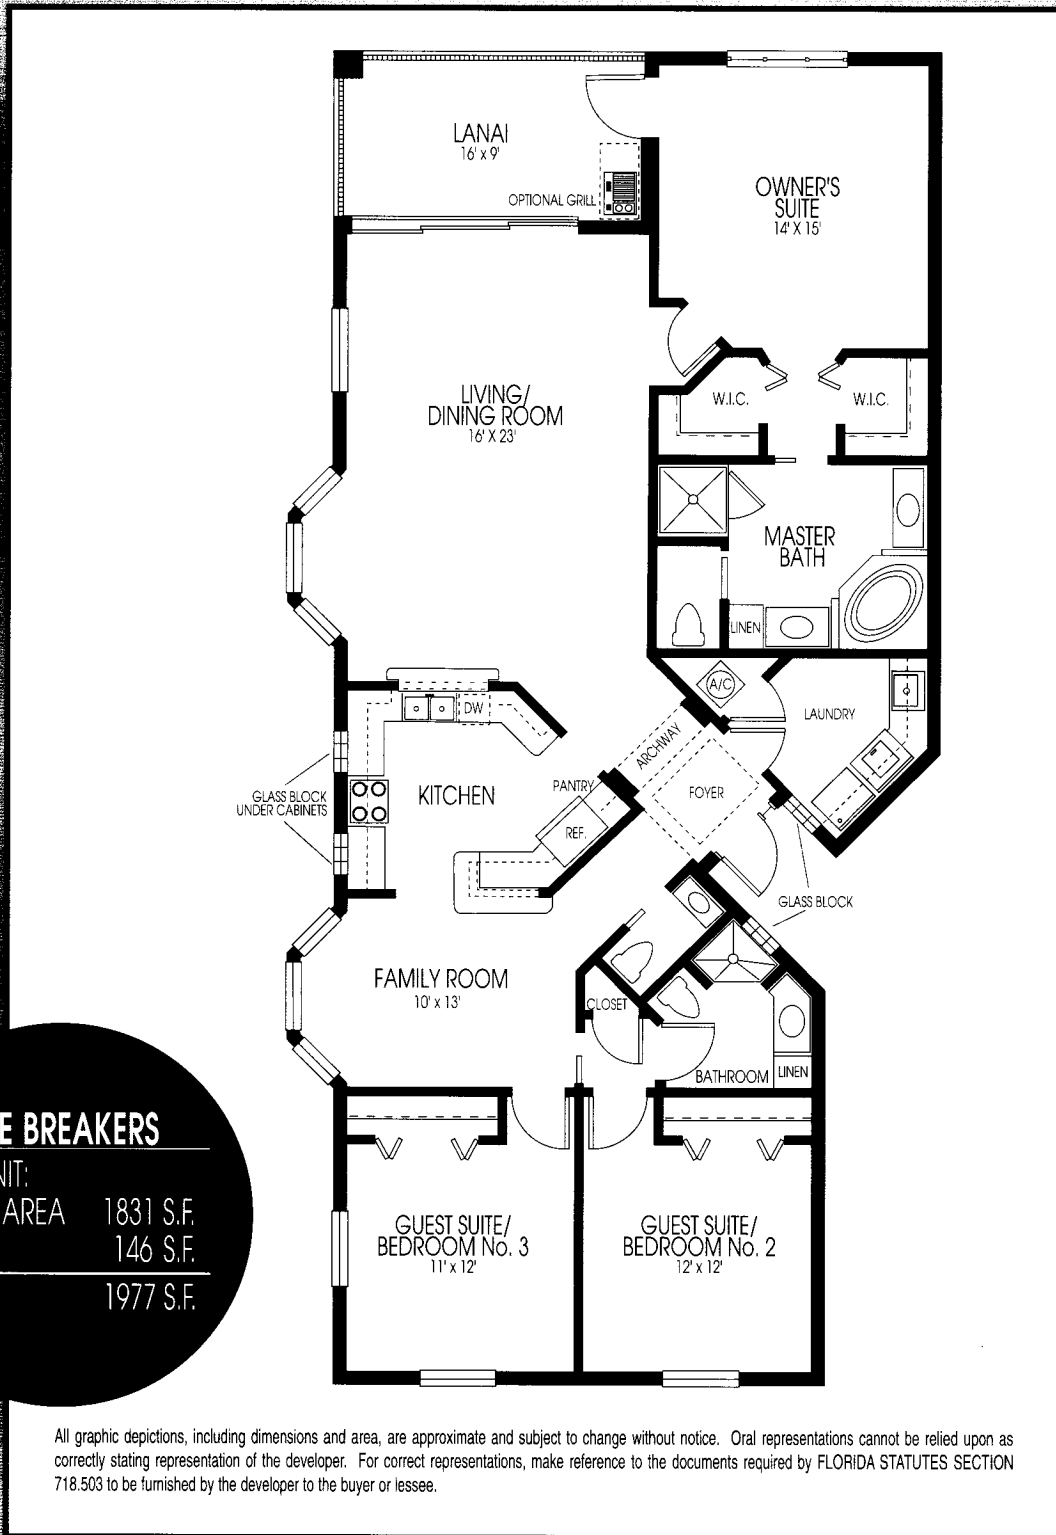 LANAI
16' x 9'
OPTIONAL GRILL
OWNER'S
SUITE
14' X 15'
LIVING/
DINING ROOM
16' X 23'
W.I.C.
W.I.C.
MASTER
BATH
LINEN
A/C
LAUNDRY
DW
ARCHWAY
KITCHEN
PANTRY
FOYER
GLASS BLOCK
UNDER CABINETS
REF.
GLASS BLOCK
FAMILY ROOM
10' x 13'
CLOSET
BATHROOM
LINEN
E BREAKERS
NIT:
AREA 1831 S.F.
146 S.F.
1977 S.F.
GUEST SUITE/
BEDROOM No. 3
11' x 12'
GUEST SUITE/
BEDROOM No. 2
12' x 12'
All graphic depictions, including dimensions and area, are approximate and subject to change without notice. Oral representations cannot be relied upon as
correctly stating representation of the developer. For correct representations, make reference to the documents required by FLORIDA STATUTES SECTION
718.503 to be furnished by the developer to the buyer or lessee.